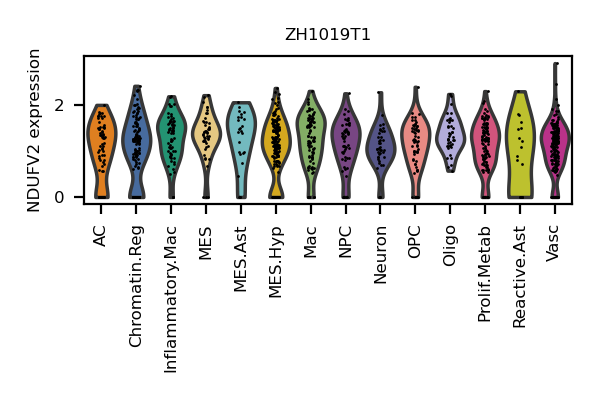 ZH1019T1
NDUFV2 expression
2
0
AC
Chromatin.Reg
Inflammatory.Mac
MES
MES.Ast
MES.Hyp
Mac
NPC
Neuron
OPC
Oligo
Prolif.Metab
Reactive.Ast
Vasc